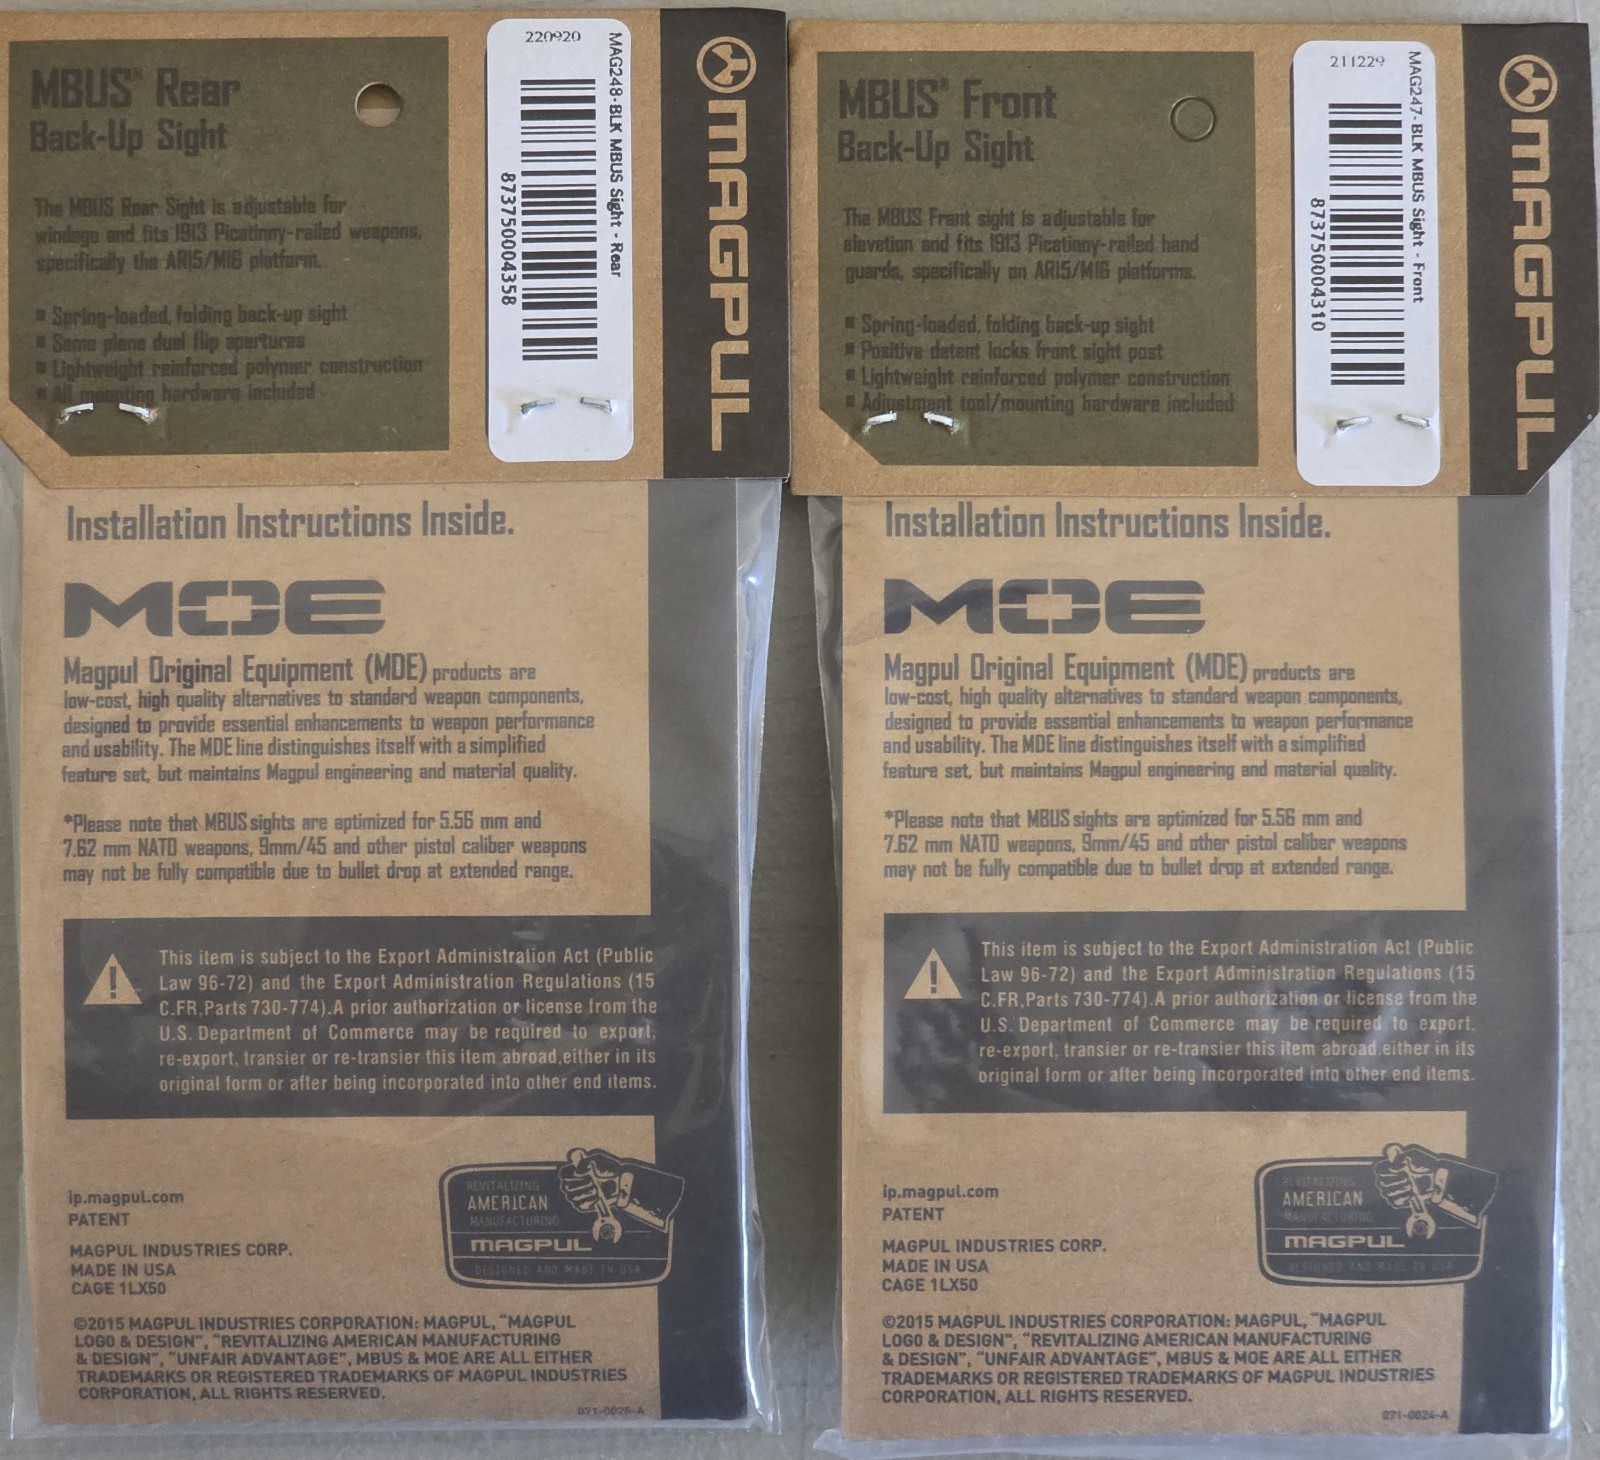 MBUS® Rear
Back-Up Sight
The MBUS Rear Sight is adjustable for
windage and fits 1913 Picatinny-railed weapons,
specifically the AR15/M16 platform.
■ Spring-loaded, folding back-up sight
■ Same plane dual flip apertures
■ Lightweight reinforced polymer construction
■ All mounting hardware included
220920
MAG248-BLK MBUS Sight - Rear
873750004358
MAGPUL
Installation Instructions Inside.
MOE
Magpul Original Equipment (MOE) products are
low-cost, high quality alternatives to standard weapon components,
designed to provide essential enhancements to weapon performance
and usability. The MOE line distinguishes itself with a simplified
feature set, but maintains Magpul engineering and material quality.
*Please note that MBUS sights are aptimized for 5.56 mm and
7.62 mm NATO weapons, 9mm/45 and other pistol caliber weapons
may not be fully compatible due to bullet drop at extended range.
This item is subject to the Export Administration Act (Public
Law 96-72) and the Export Administration Regulations (15
C.FR,Parts 730-774).A prior authorization or license from the
U.S. Department of Commerce may be required to export,
re-export, transier or re-transier this item abroad,either in its
original form or after being incorporated into other end items.
ip.magpul.com
PATENT
MAGPUL INDUSTRIES CORP.
MADE IN USA
CAGE 1LX50
REVITALIZING
AMERICAN
MANUFACTURING
MAGPUL
DESIGNED AND MADE IN USA
©2015 MAGPUL INDUSTRIES CORPORATION: MAGPUL, "MAGPUL
LOGO & DESIGN", "REVITALIZING AMERICAN MANUFACTURING
& DESIGN", "UNFAIR ADVANTAGE", MBUS & MOE ARE ALL EITHER
TRADEMARKS OR REGISTERED TRADEMARKS OF MAGPUL INDUSTRIES
CORPORATION, ALL RIGHTS RESERVED.
071-0025-A
MBUS® Front
Back-Up Sight
The MBUS Front sight is adjustable for
elevetion and fits 1913 Picatinny-railed hand
guards, specifically on AR15/M16 platforms.
■ Spring-loaded, folding back-up sight
■ Positive detent locks front sight post
■ Lightweight reinforced polymer construction
■ Adjustment tool/mounting hardware included
211229
MAG247-BLK MBUS Sight - Front
873750004310
MAGPUL
Installation Instructions Inside.
MOE
Magpul Original Equipment (MOE) products are
low-cost, high quality alternatives to standard weapon components,
designed to provide essential enhancements to weapon performance
and usability. The MOE line distinguishes itself with a simplified
feature set, but maintains Magpul engineering and material quality.
*Please note that MBUS sights are aptimized for 5.56 mm and
7.62 mm NATO weapons, 9mm/45 and other pistol caliber weapons
may not be fully compatible due to bullet drop at extended range.
This item is subject to the Export Administration Act (Public
Law 96-72) and the Export Administration Regulations (15
C.FR,Parts 730-774).A prior authorization or license from the
U.S. Department of Commerce may be required to export,
re-export, transier or re-transier this item abroad,either in its
original form or after being incorporated into other end items.
ip.magpul.com
PATENT
MAGPUL INDUSTRIES CORP.
MADE IN USA
CAGE 1LX50
REVITALIZING
AMERICAN
MANUFACTURING
MAGPUL
DESIGNED AND MADE IN USA
©2015 MAGPUL INDUSTRIES CORPORATION: MAGPUL, "MAGPUL
LOGO & DESIGN", "REVITALIZING AMERICAN MANUFACTURING
& DESIGN", "UNFAIR ADVANTAGE", MBUS & MOE ARE ALL EITHER
TRADEMARKS OR REGISTERED TRADEMARKS OF MAGPUL INDUSTRIES
CORPORATION, ALL RIGHTS RESERVED.
071-0024-A